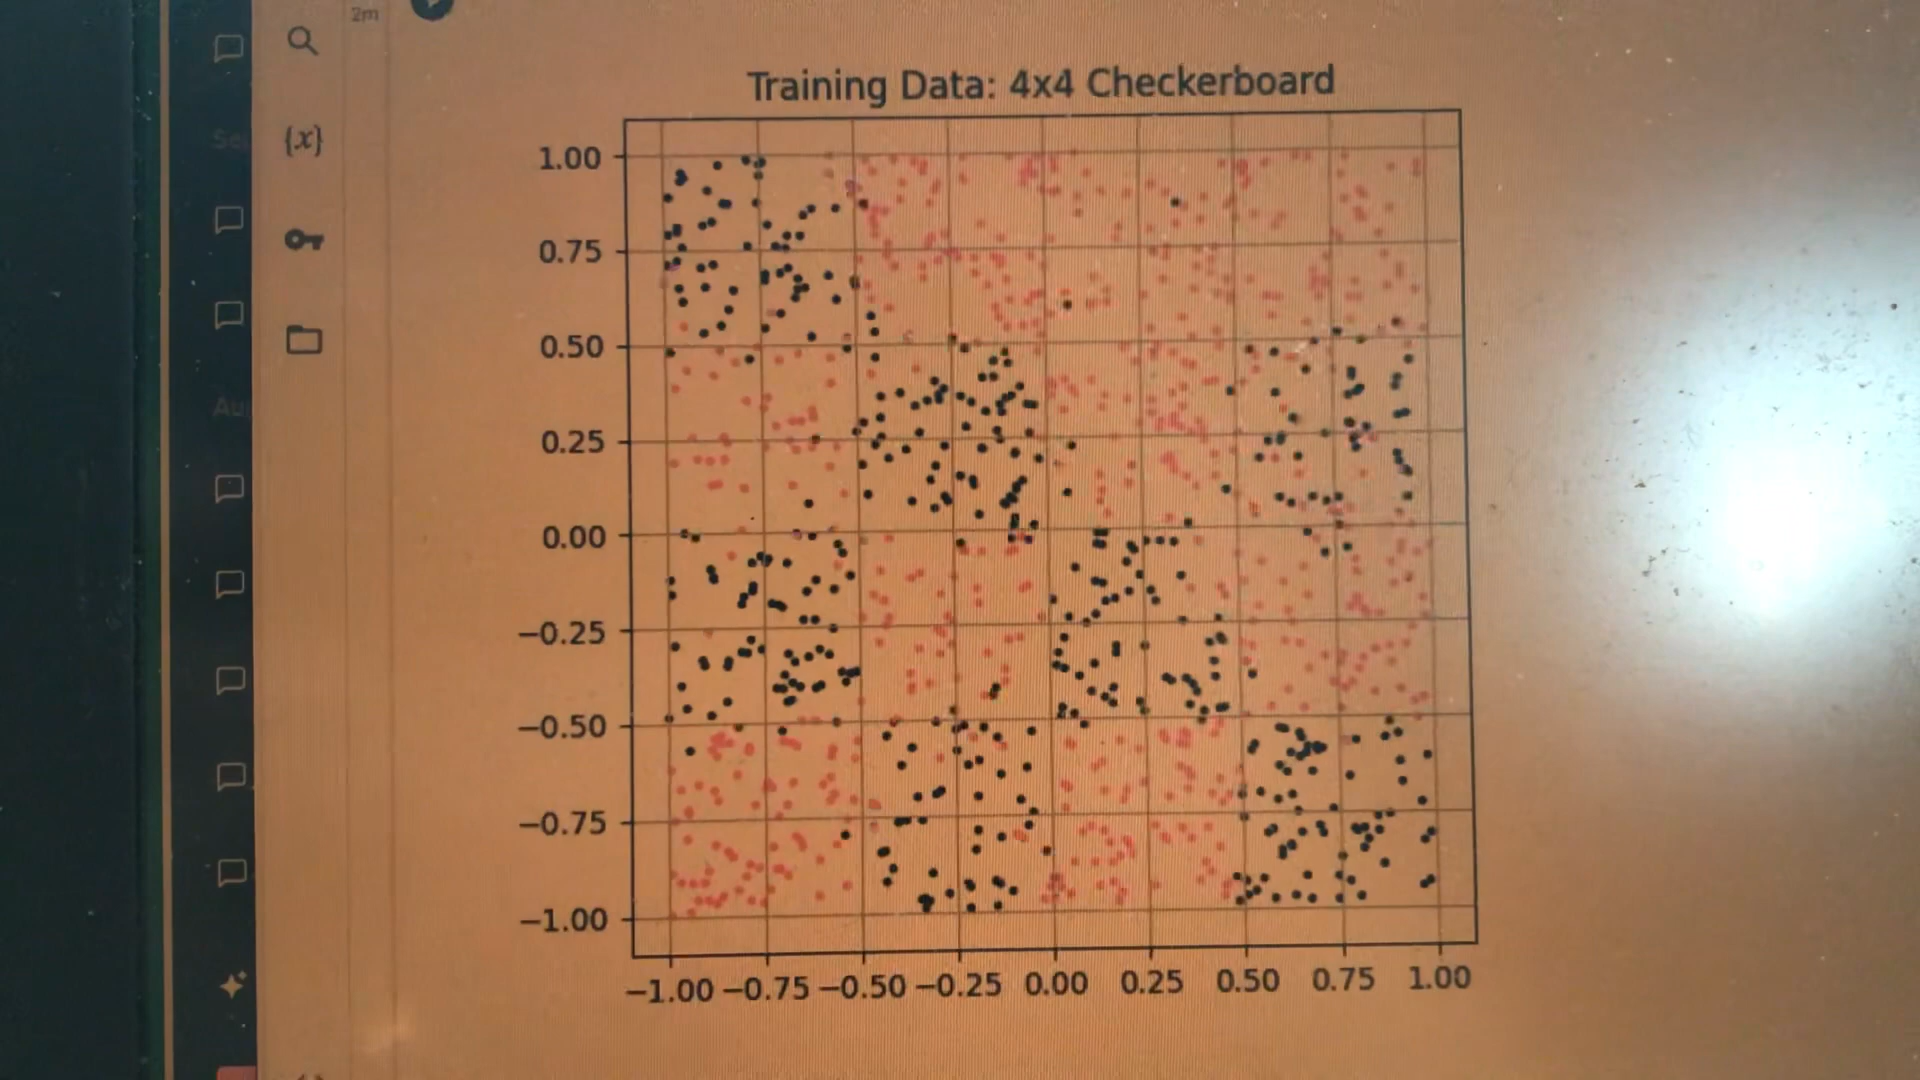 2m
{x}
Training Data: 4x4 Checkerboard
1.00
0.75
0.50
0.25
0.00
−0.25
−0.50
−0.75
−1.00
−1.00 −0.75 −0.50 −0.25 0.00 0.25 0.50 0.75 1.00